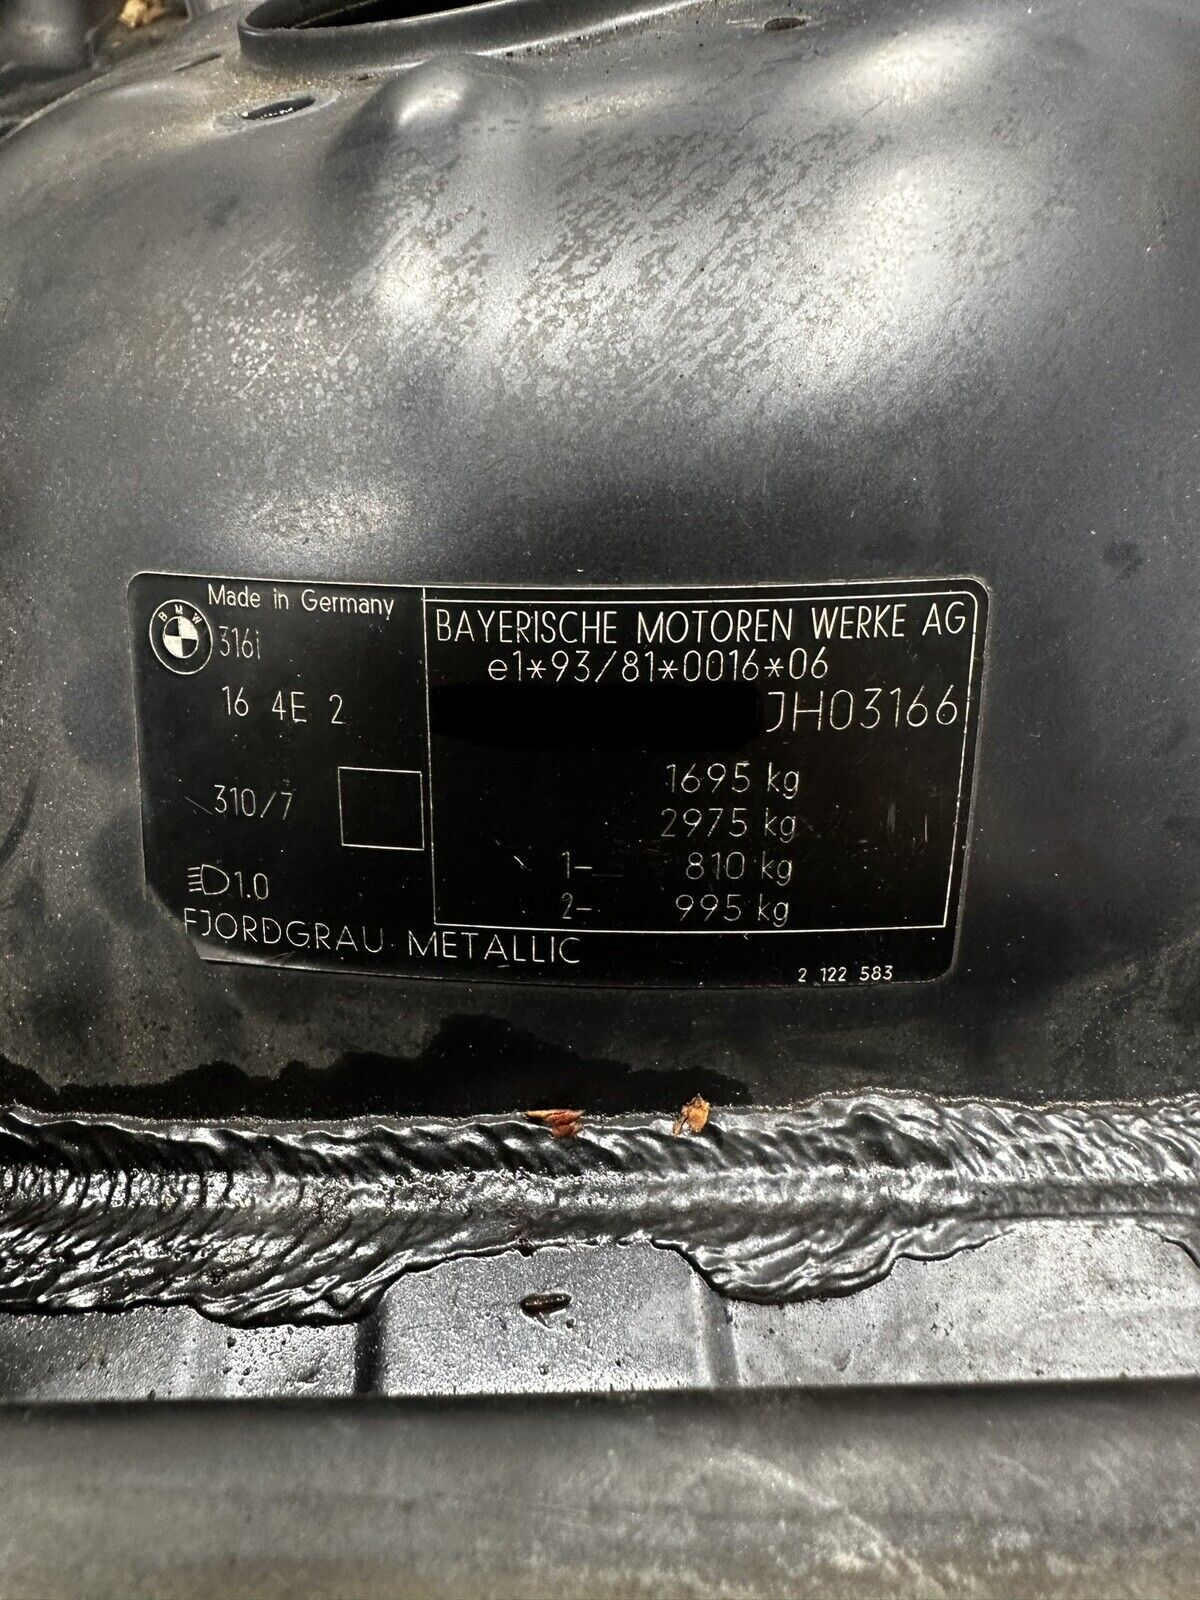 Made in Germany
BMW
316i
16 4E 2
310/7
1.0
FJORDGRAU METALLIC
BAYERISCHE MOTOREN WERKE AG
e1*93/81*0016*06
JH03166
1695 kg
2975 kg
1- 810 kg
2- 995 kg
2 122 583